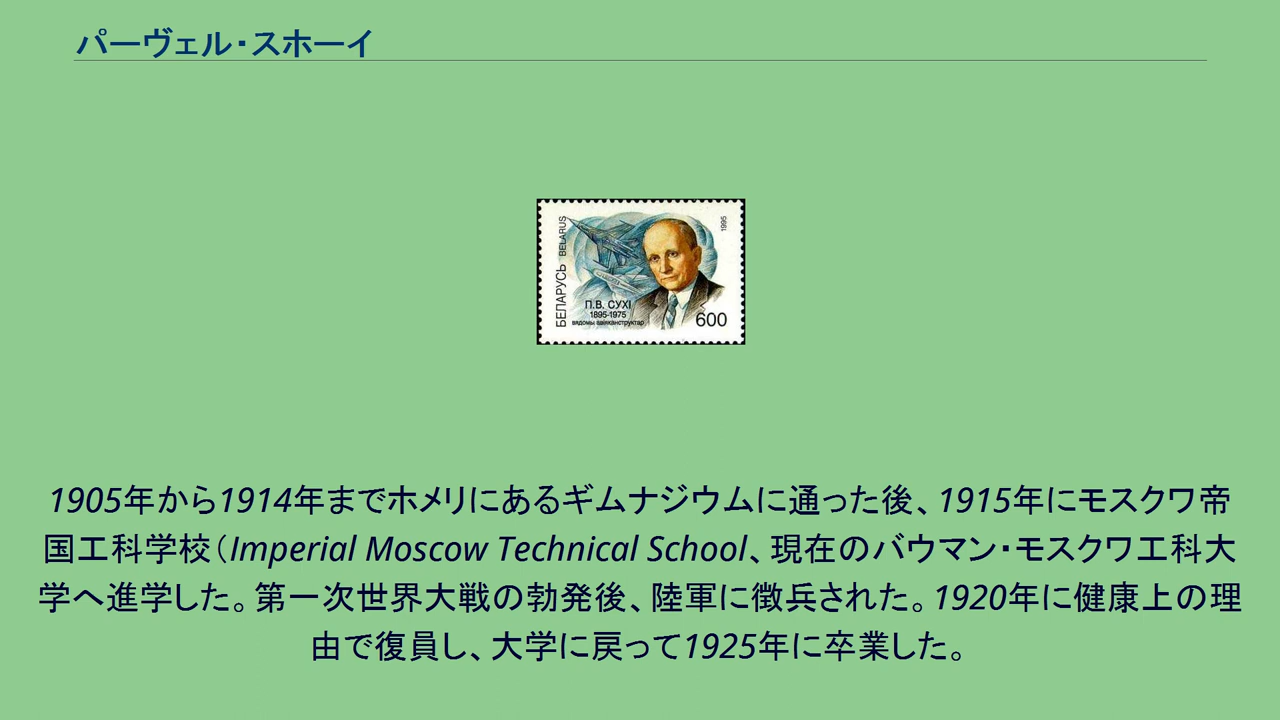 パーヴェル・スホーイ
БЕЛАРУСЬ BELARUS
1995
П.В. СУХІ
1895-1975
вядомы авіяканструктар
600
1905年から1914年までホメリにあるギムナジウムに通った後、1915年にモスクワ帝
国工科学校（Imperial Moscow Technical School、現在のバウマン・モスクワ工科大
学へ進学した。第一次世界大戦の勃発後、陸軍に徴兵された。1920年に健康上の理
由で復員し、大学に戻って1925年に卒業した。